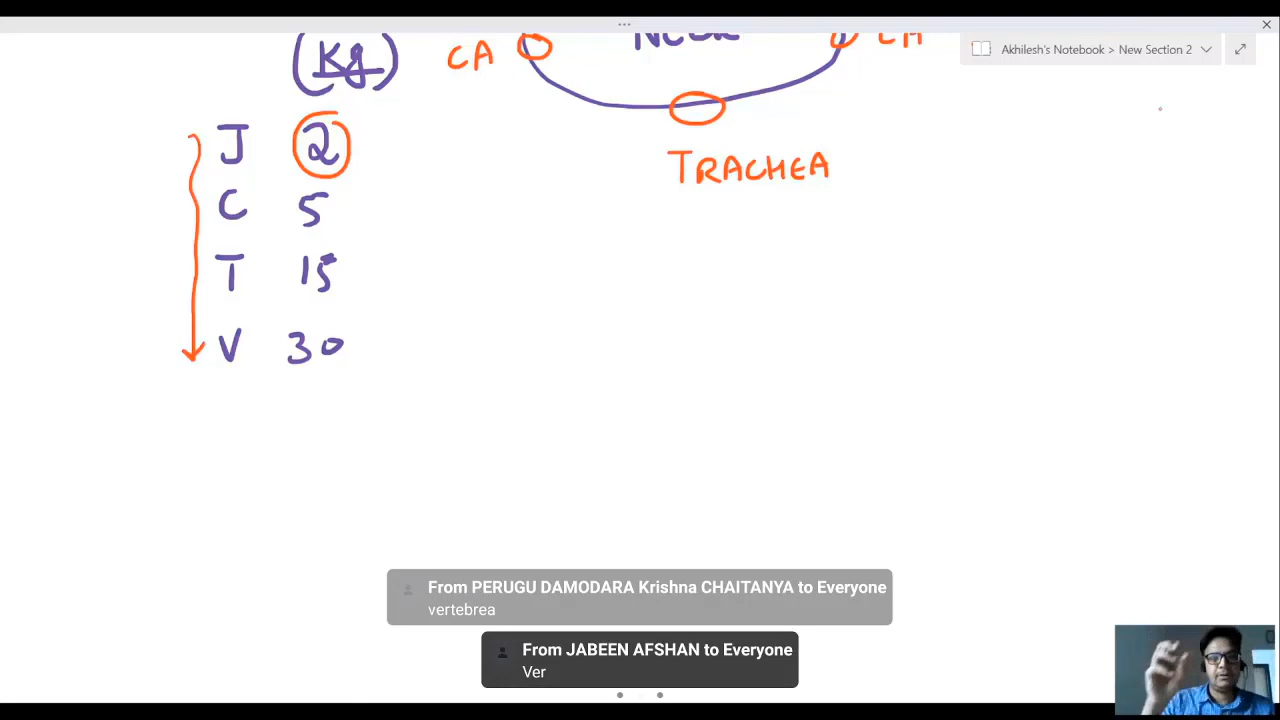 Akhilesh's Notebook > New Section 2
(Kg)
CA
J 2
C 5
T 15
V 30
TRACHEA
From PERUGU DAMODARA Krishna CHAITANYA to Everyone
vertebrea
From JABEEN AFSHAN to Everyone
Ver